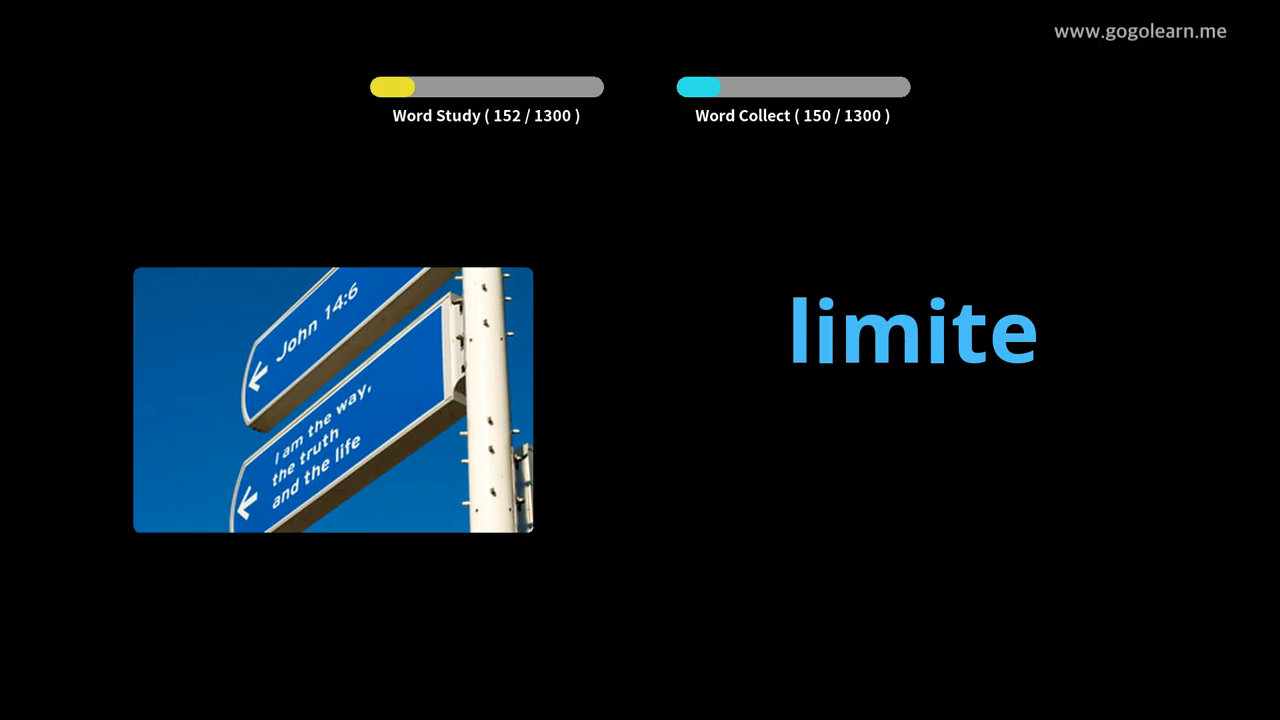 www.gogolearn.me
Word Study ( 152 / 1300 )
Word Collect ( 150 / 1300 )
John 14:6
I am the way,
the truth
and the life
limite